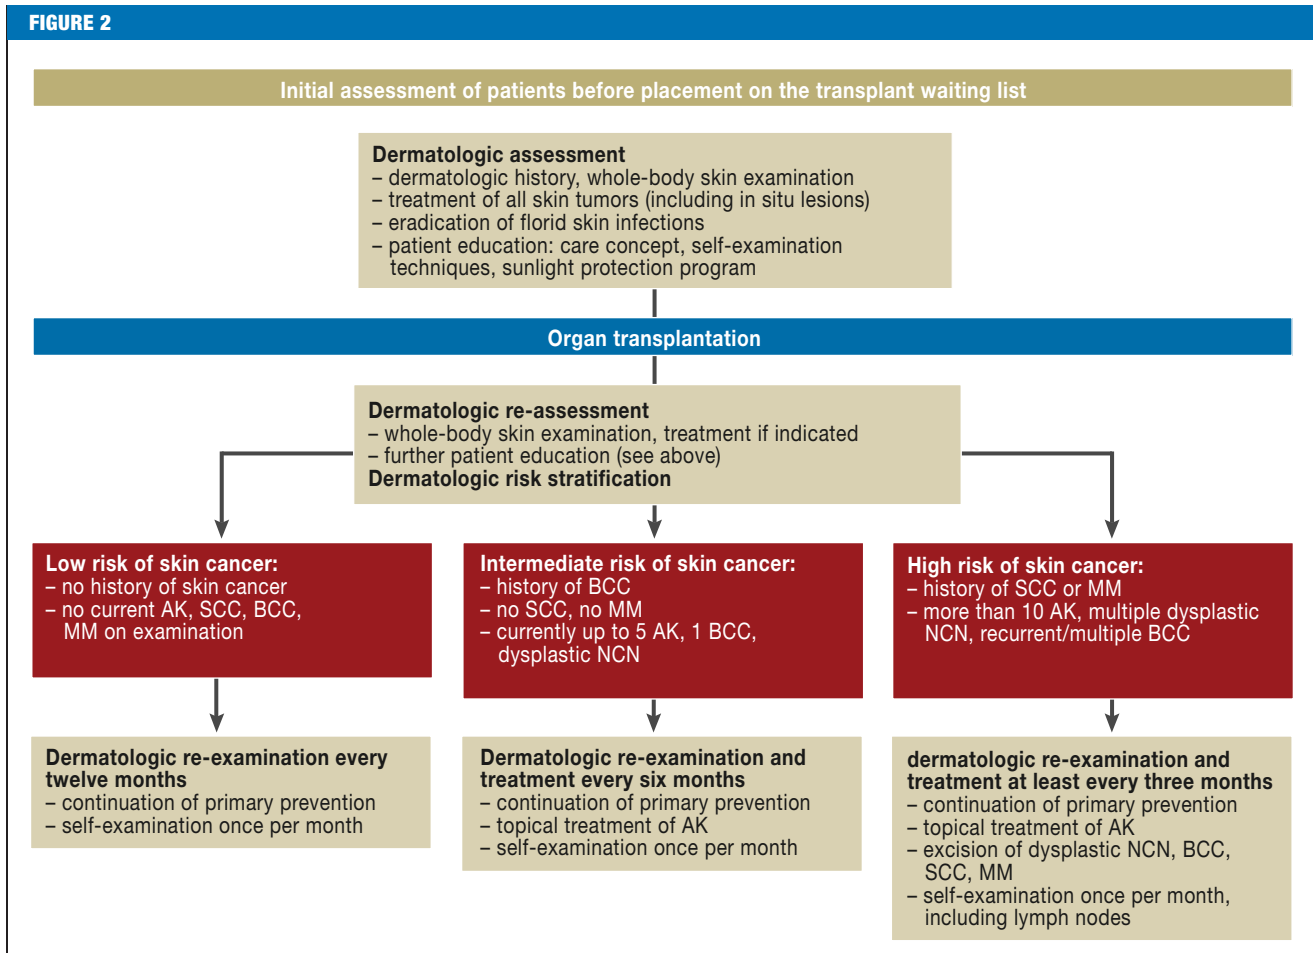 FIGURE 2
Initial assessment of patients before placement on the transplant waiting list
Dermatologic assessment
– dermatologic history, whole-body skin examination
– treatment of all skin tumors (including in situ lesions)
– eradication of florid skin infections
– patient education: care concept, self-examination
techniques, sunlight protection program
Organ transplantation
Dermatologic re-assessment
– whole-body skin examination, treatment if indicated
– further patient education (see above)
Dermatologic risk stratification
Low risk of skin cancer:
– no history of skin cancer
– no current AK, SCC, BCC,
MM on examination
Intermediate risk of skin cancer:
– history of BCC
– no SCC, no MM
– currently up to 5 AK, 1 BCC,
dysplastic NCN
High risk of skin cancer:
– history of SCC or MM
– more than 10 AK, multiple dysplastic
NCN, recurrent/multiple BCC
Dermatologic re-examination every
twelve months
– continuation of primary prevention
– self-examination once per month
Dermatologic re-examination and
treatment every six months
– continuation of primary prevention
– topical treatment of AK
– self-examination once per month
dermatologic re-examination and
treatment at least every three months
– continuation of primary prevention
– topical treatment of AK
– excision of dysplastic NCN, BCC,
SCC, MM
– self-examination once per month,
including lymph nodes